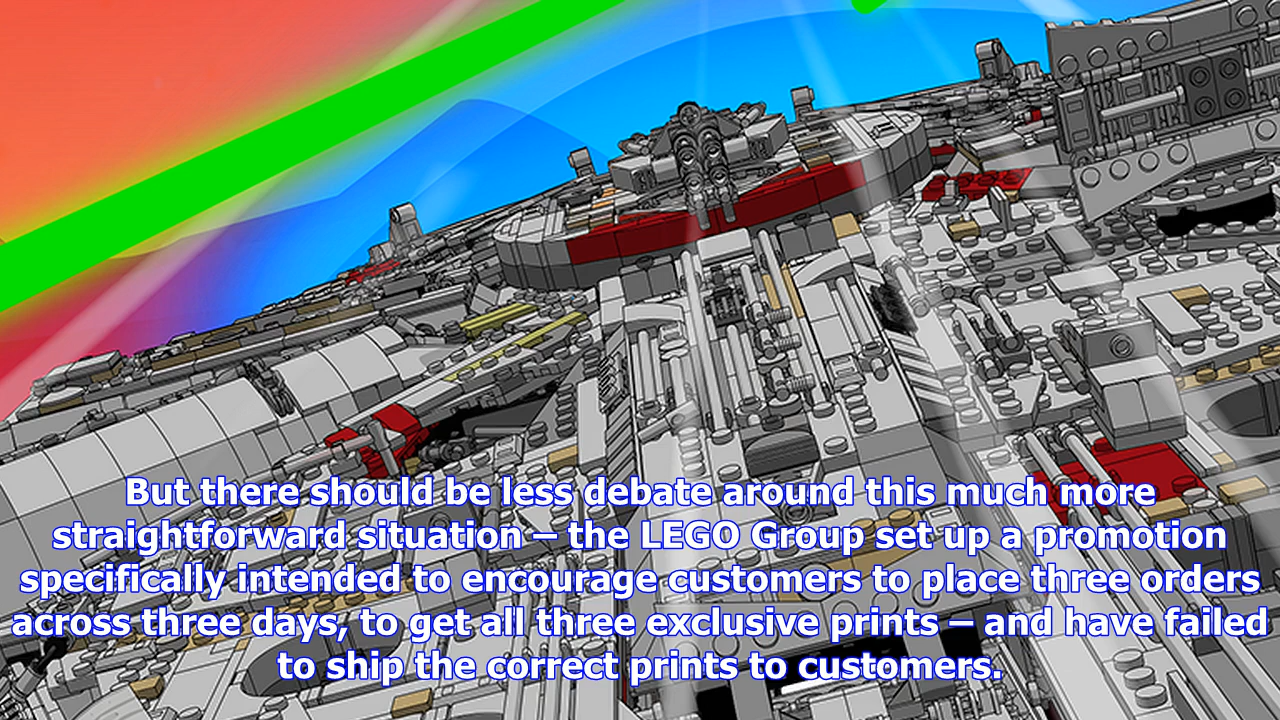 But there should be less debate around this much more
straightforward situation – the LEGO Group set up a promotion
specifically intended to encourage customers to place three orders
across three days, to get all three exclusive prints – and have failed
to ship the correct prints to customers.